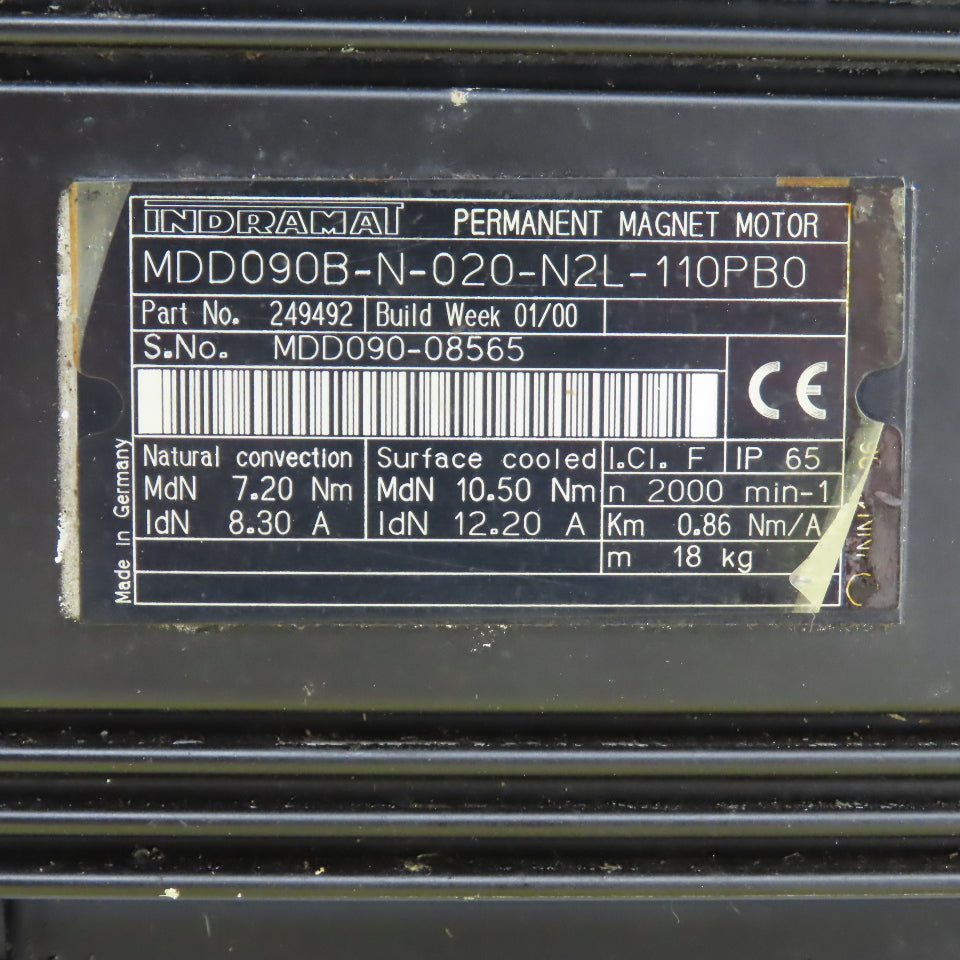 INDRAMAT PERMANENT MAGNET MOTOR
MDD090B-N-020-N2L-110PB0
Part No. 249492 Build Week 01/00
S.No. MDD090-08565
CE
Natural convection Surface cooled I.Cl. F IP 65
MdN 7.20 Nm MdN 10.50 Nm n 2000 min-1
IdN 8.30 A IdN 12.20 A Km 0.86 Nm/A
m 18 kg
Made in Germany